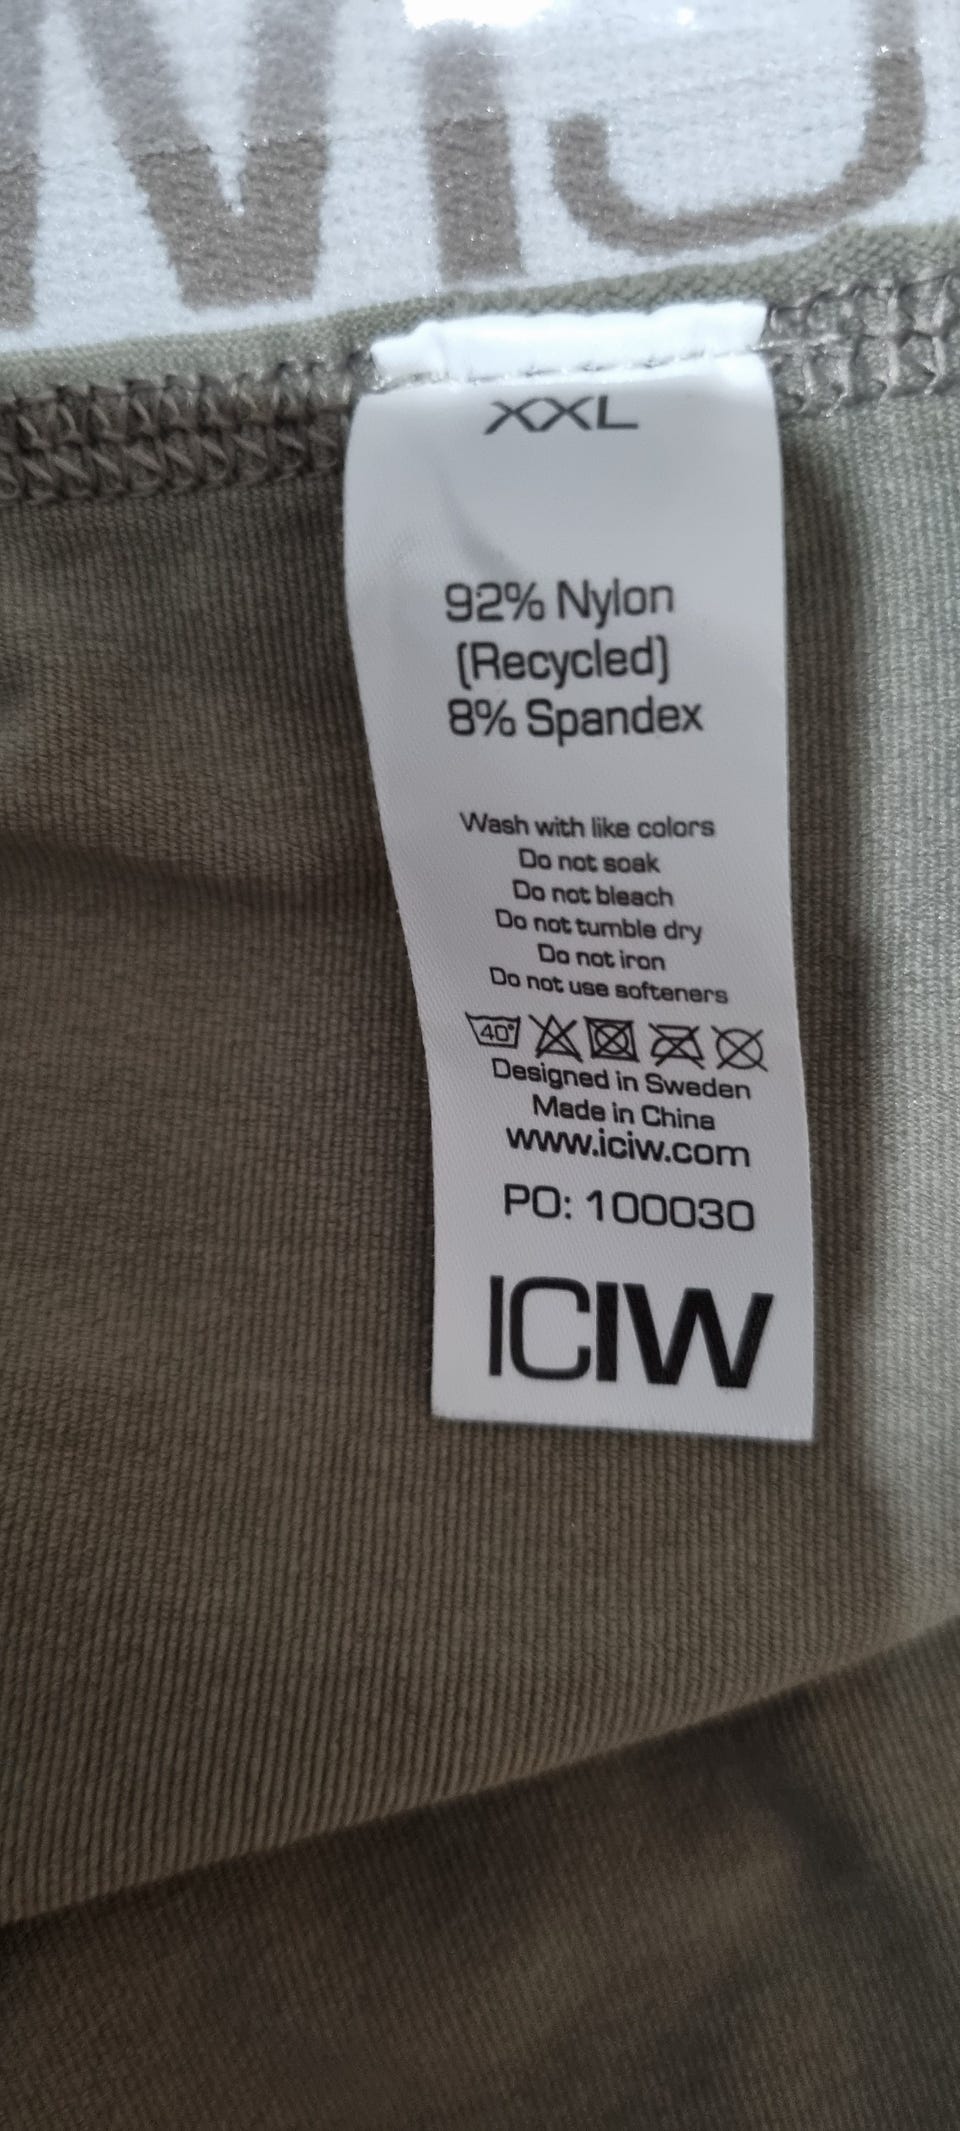 XXL
92% Nylon
(Recycled)
8% Spandex
Wash with like colors
Do not soak
Do not bleach
Do not tumble dry
Do not iron
Do not use softeners
40°
Designed in Sweden
Made in China
www.iciw.com
PO: 100030
ICIW